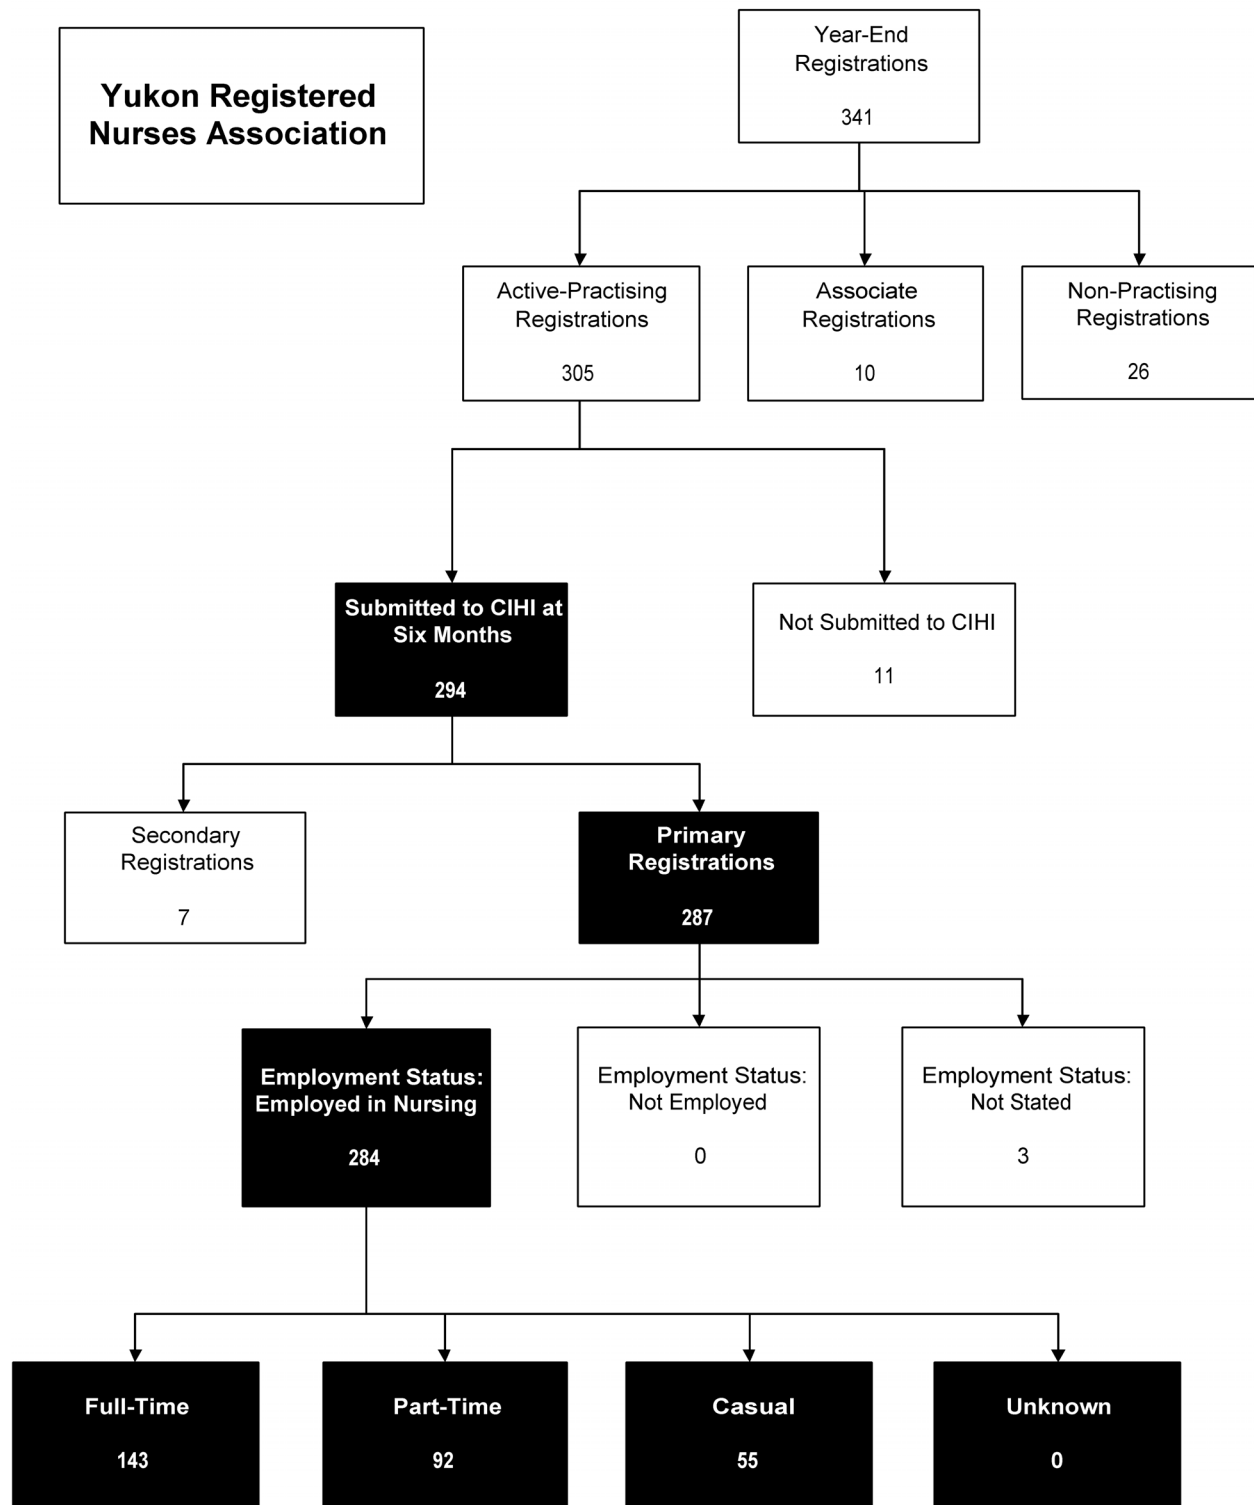 Yukon Registered
Nurses Association
Year-End
Registrations
341
Active-Practising
Registrations
305
Associate
Registrations
10
Non-Practising
Registrations
26
Submitted to CIHI at
Six Months
294
Not Submitted to CIHI
11
Secondary
Registrations
7
Primary
Registrations
287
Employment Status:
Employed in Nursing
284
Employment Status:
Not Employed
0
Employment Status:
Not Stated
3
Full-Time
143
Part-Time
92
Casual
55
Unknown
0